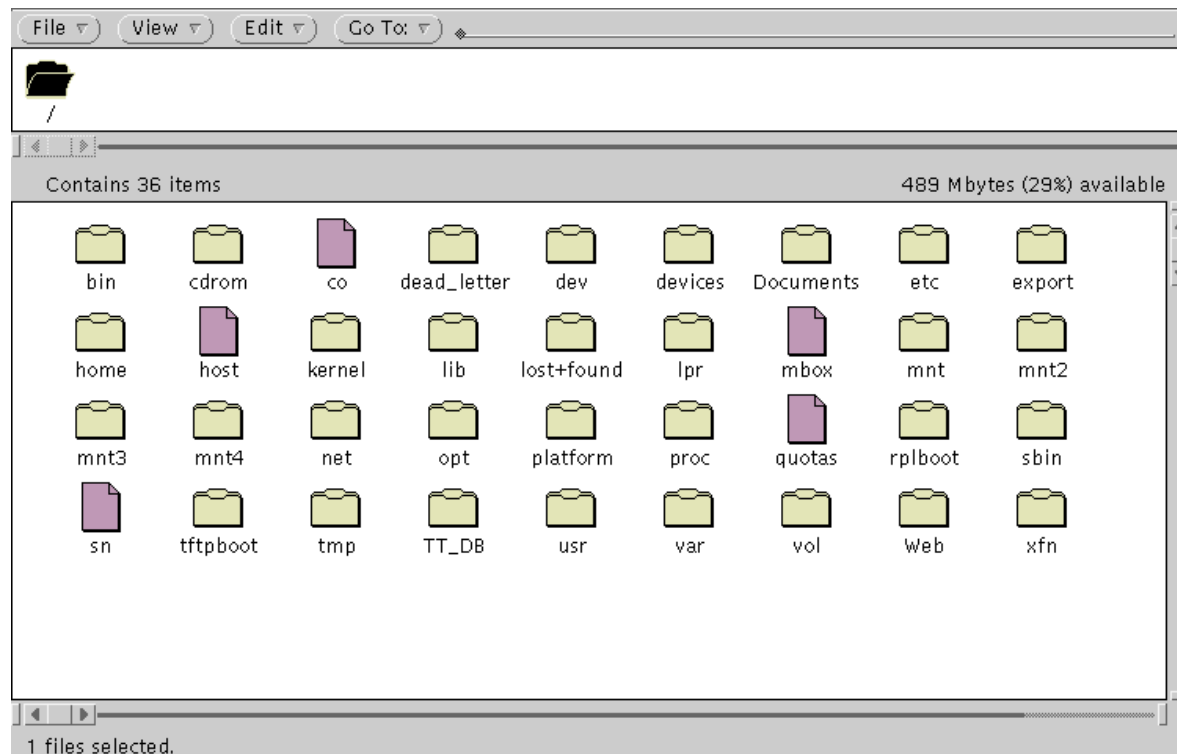 File View Edit Go To:
/
Contains 36 items 489 Mbytes (29%) available
bin cdrom co dead_letter dev devices Documents etc export
home host kernel lib lost+found lpr mbox mnt mnt2
mnt3 mnt4 net opt platform proc quotas rplboot sbin
sn tftpboot tmp TT_DB usr var vol Web xfn
1 files selected.